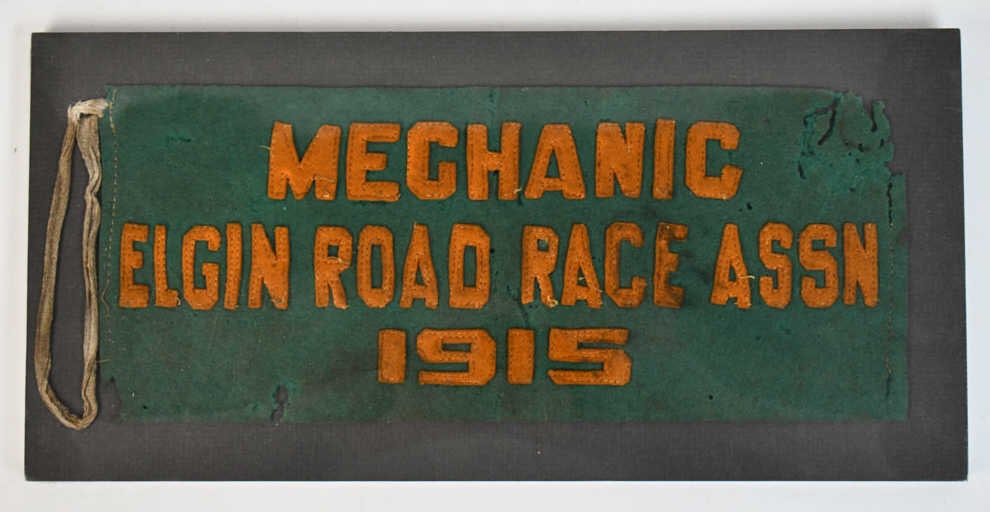 MECHANIC
ELGIN ROAD RACE ASSN
1915